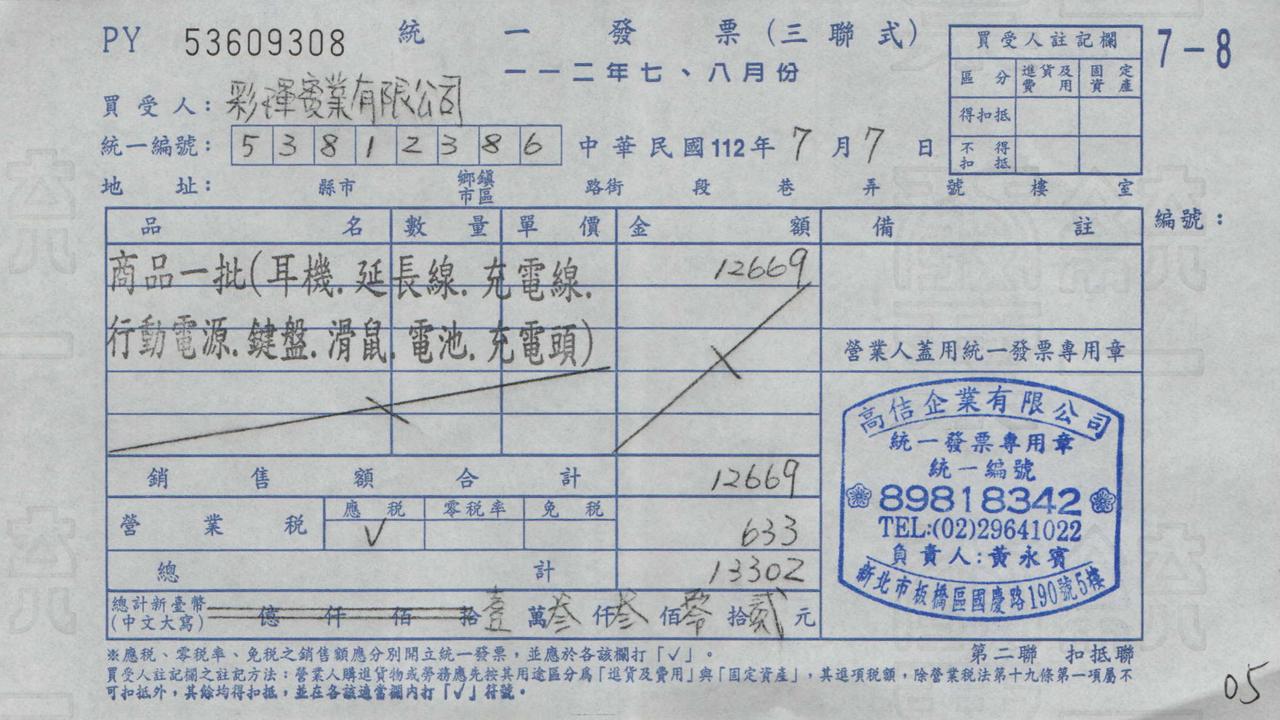 PY 53609308 統一發票(三聯式)
一一二年七、八月份
7-8
買受人註記欄
區分 進貨及費用 固定資產
得扣抵
不得扣抵
買受人: 彩琿實業有限公司
統一編號: 53812386 中華民國112年7月7日
地址: 縣市 鄉鎮市區 路街 段 巷 弄 號 樓 室
品名 數量 單價 金額 備註 編號:
商品一批(耳機.延長線.充電線. 12669
行動電源.鍵盤.滑鼠.電池.充電頭)
營業人蓋用統一發票專用章
高佶企業有限公司
統一發票專用章
統一編號
89818342
TEL:(02)29641022
負責人:黃永賓
新北市板橋區國慶路190號5樓
銷售額合計 12669
營業稅 應稅 零稅率 免稅
V 633
總計 13302
總計新臺幣(中文大寫) 億 仟 佰 拾壹萬叁仟叁佰零拾貳元
※應稅、零稅率、免稅之銷售額應分別開立統一發票,並應於各該欄打「✓」。
第二聯 扣抵聯
買受人註記欄之註記方法:營業人購進貨物或勞務應先按其用途區分為「進貨及費用」與「固定資產」,其進項稅額,除營業稅法第十九條第一項屬不
可扣抵外,其餘均得扣抵,並在各該適當欄內打「✓」符號。
05